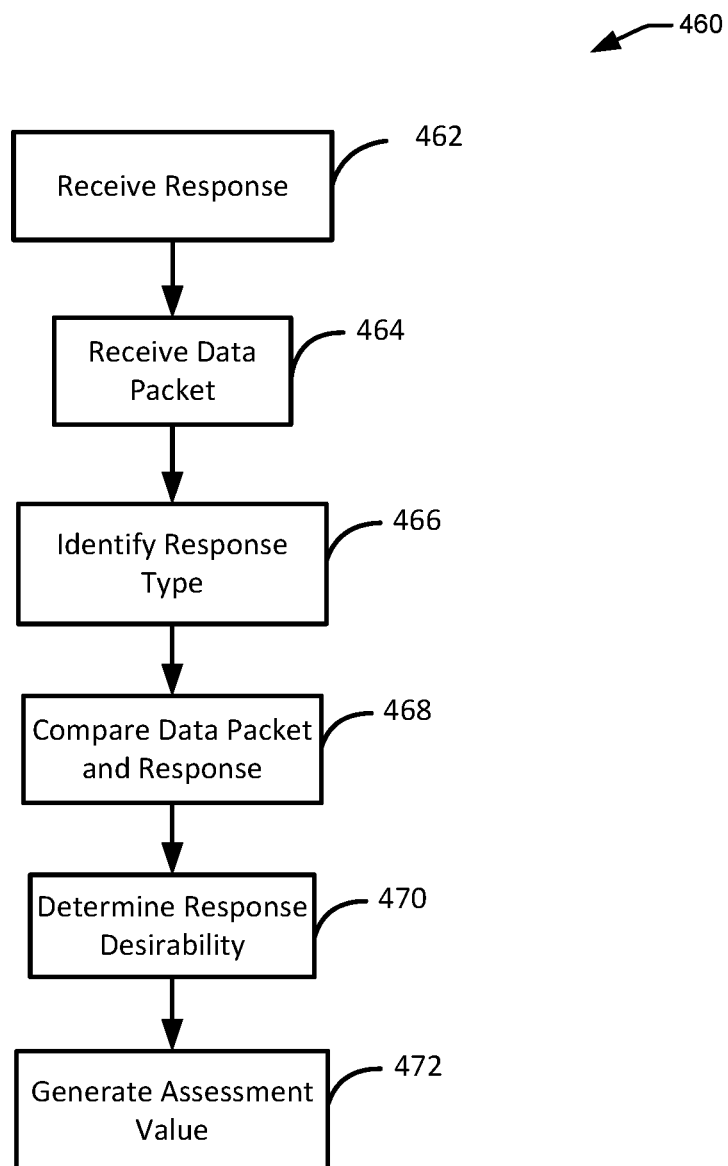 460
462
Receive Response
464
Receive Data
Packet
466
Identify Response
Type
468
Compare Data Packet
and Response
470
Determine Response
Desirability
472
Generate Assessment
Value